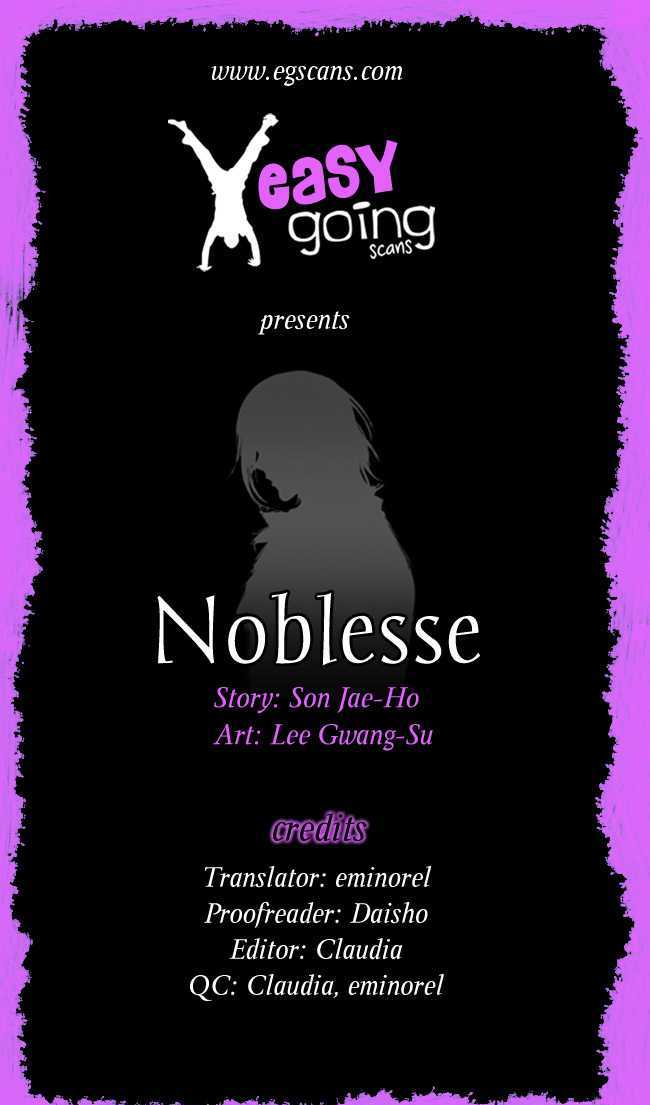 www.egscans.com
easy
going
scans
presents
Noblesse
Story: Son Jae-Ho
Art: Lee Gwang-Su
credits
Translator: eminorel
Proofreader: Daisho
Editor: Claudia
QC: Claudia, eminorel